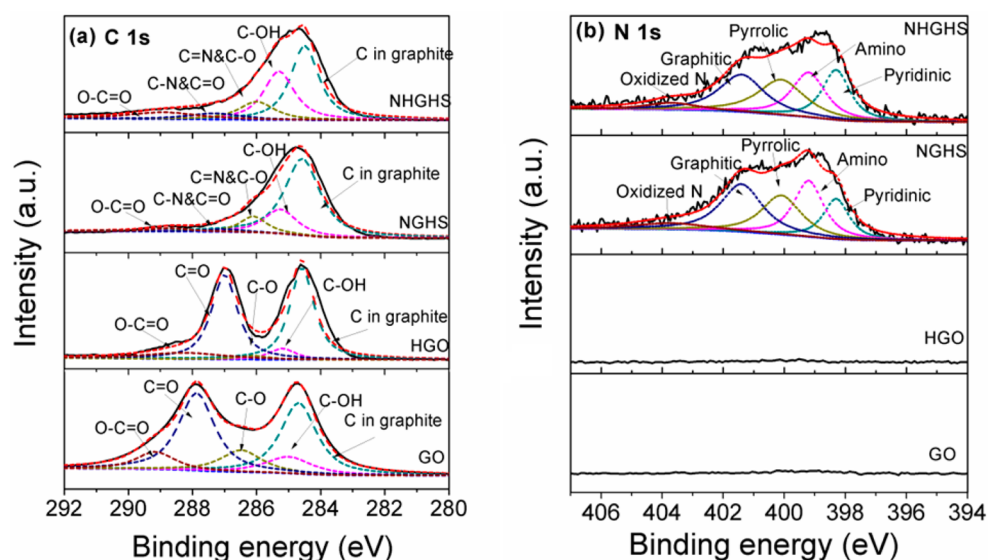 (a) C 1s
C-OH
C=N&C-O
C in graphite
C-N&C=O
O-C=O
NHGHS
C-OH
C=N&C-O
C in graphite
C-N&C=O
O-C=O
NGHS
C=O
C-O
C-OH
O-C=O
C in graphite
HGO
C=O
C-O
C-OH
O-C=O
C in graphite
GO
292 290 288 286 284 282 280
Binding energy (eV)
Intensity (a.u.)
(b) N 1s
NHGHS
Pyrrolic
Amino
Graphitic
Oxidized N
Pyridinic
NGHS
Pyrrolic
Amino
Graphitic
Oxidized N
Pyridinic
HGO
GO
406 404 402 400 398 396 394
Binding energy (eV)
Intensity (a.u.)